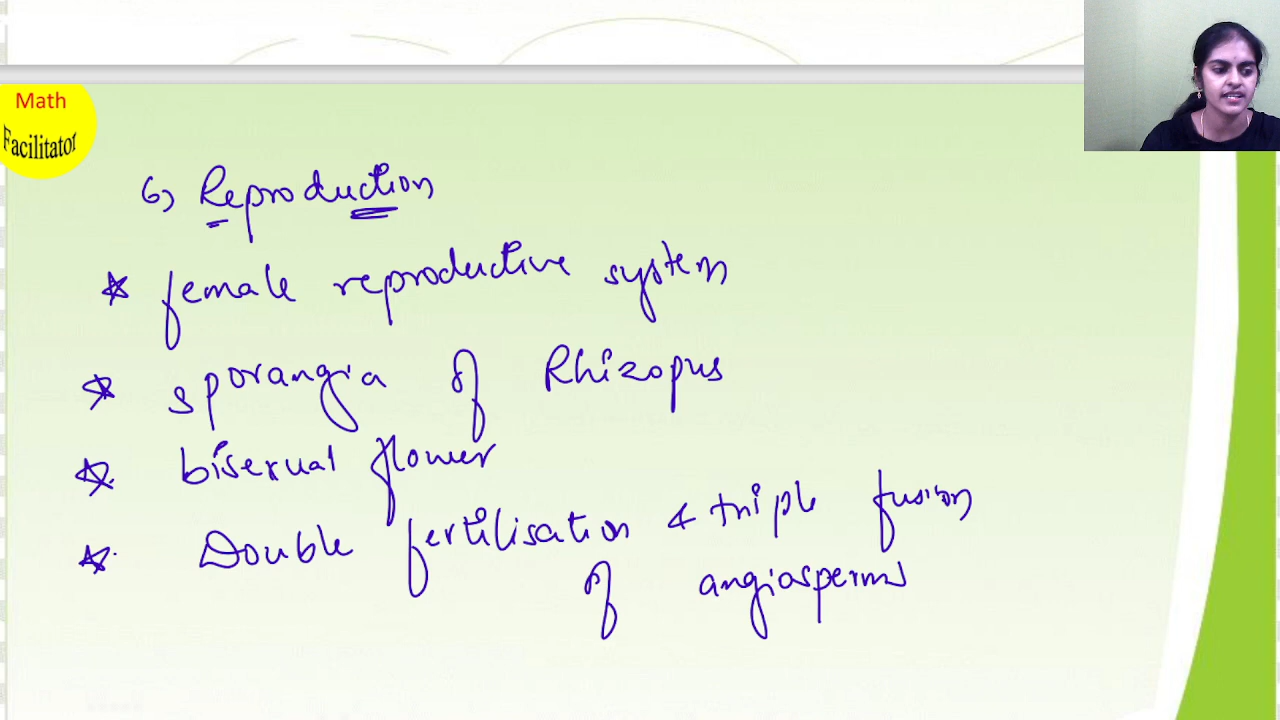 Math
Facilitator
6) Reproduction
* female reproductive system
* sporangia of Rhizopus
* bisexual flower
* Double fertilisation & triple fusion
of angiosperms